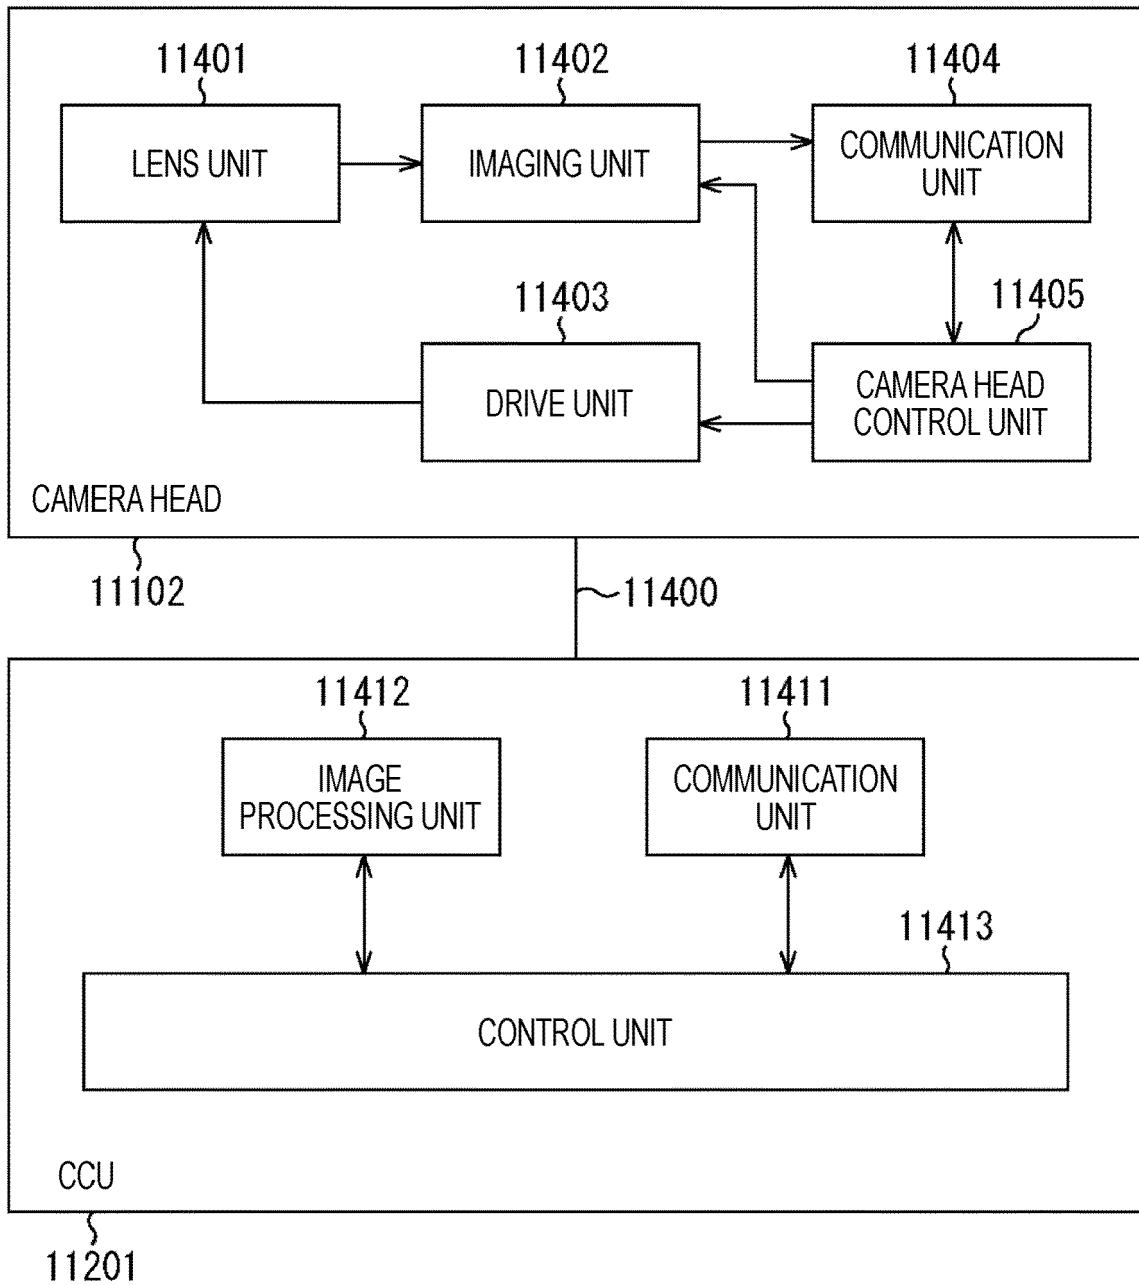 11401
11402
11404
LENS UNIT
IMAGING UNIT
COMMUNICATION
UNIT
11403
11405
DRIVE UNIT
CAMERA HEAD
CONTROL UNIT
CAMERA HEAD
11102
11400
11412
11411
IMAGE
PROCESSING UNIT
COMMUNICATION
UNIT
11413
CONTROL UNIT
CCU
11201